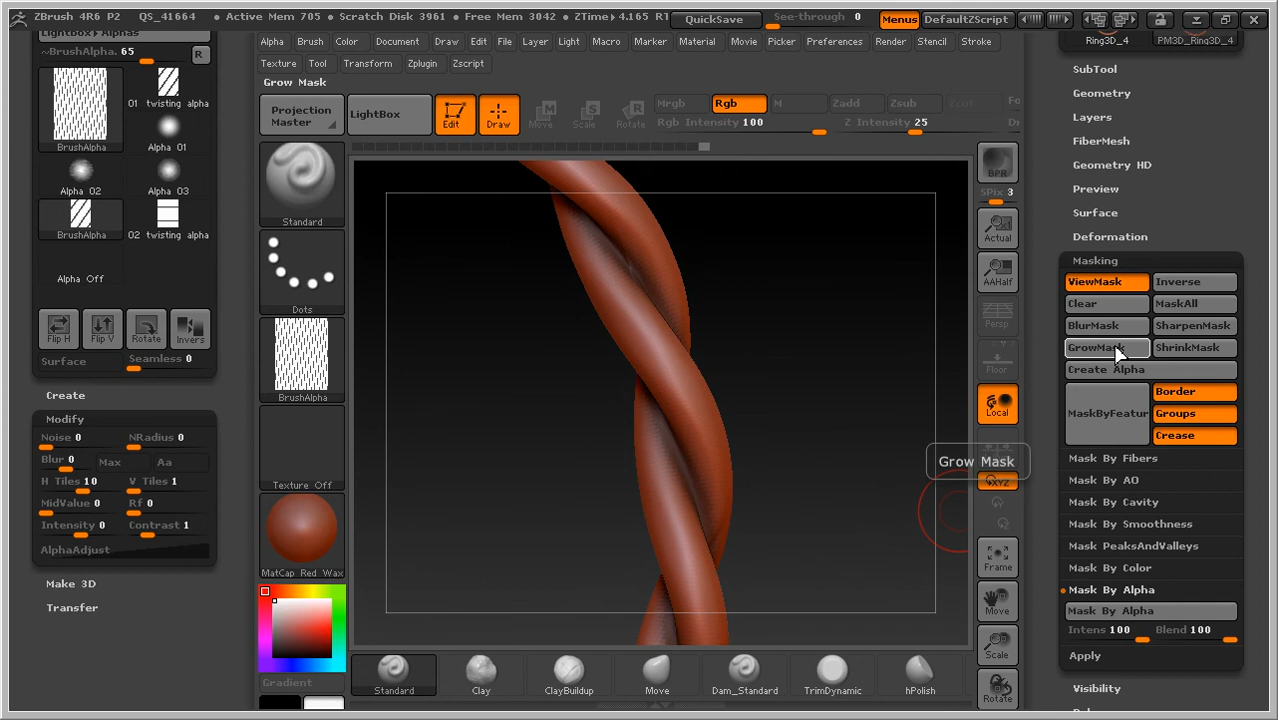 ZBrush 4R6 P2 QS_41664 • Active Mem 705 • Scratch Disk 3961 • Free Mem 3042 • ZTime▸4.165 RT
QuickSave See-through 0 Menus DefaultZScript
Alpha Brush Color Document Draw Edit File Layer Light Macro Marker Material Movie Picker Preferences Render Stencil Stroke
Texture Tool Transform Zplugin Zscript
Grow Mask
Lightbox▸Alphas
~BrushAlpha. 65
R
01 twisting alpha
BrushAlpha
Alpha 01
Alpha 02
Alpha 03
BrushAlpha
02 twisting alpha
Alpha Off
Flip H
Flip V
Rotate
Invers
Surface
Seamless 0
Create
Modify
Noise 0
NRadius 0
Blur 0
Max
Aa
H Tiles 10
V Tiles 1
MidValue 0
Rf 0
Intensity 0
Contrast 1
AlphaAdjust
Make 3D
Transfer
Projection
Master
LightBox
Edit
Draw
Move
Scale
Rotate
Mrgb
Rgb
M
Zadd
Zsub
Zcut
Fo
Rgb Intensity 100
Z Intensity 25
Standard
Dots
BrushAlpha
Texture Off
MatCap Red Wax
Gradient
BPR
SPix 3
Actual
AAHalf
Persp
Floor
Local
XYZ
Frame
Move
Scale
Rotate
Grow Mask
Standard
Clay
ClayBuildup
Move
Dam_Standard
TrimDynamic
hPolish
Ring3D_4
PM3D_Ring3D_4
SubTool
Geometry
Layers
FiberMesh
Geometry HD
Preview
Surface
Deformation
Masking
ViewMask
Inverse
Clear
MaskAll
BlurMask
SharpenMask
GrowMask
ShrinkMask
Create Alpha
MaskByFeatur
Border
Groups
Crease
Mask By Fibers
Mask By AO
Mask By Cavity
Mask By Smoothness
Mask PeaksAndValleys
Mask By Color
Mask By Alpha
Mask By Alpha
Intens 100
Blend 100
Apply
Visibility